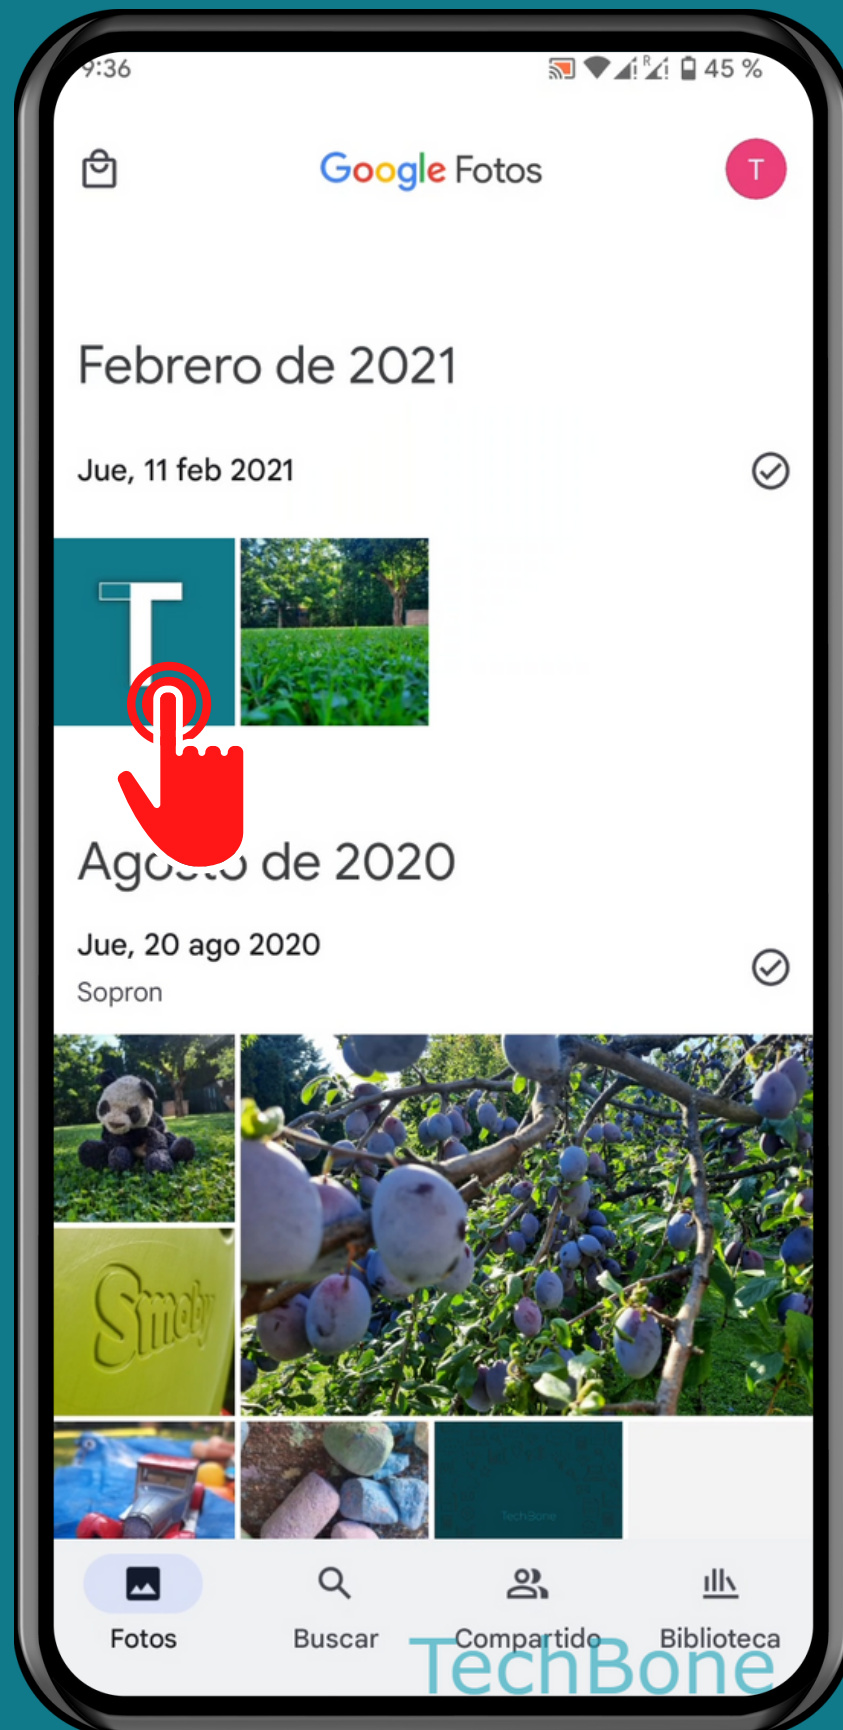 9:36 R 45 %
Google Fotos T
Febrero de 2021
Jue, 11 feb 2021
T
Agosto de 2020
Jue, 20 ago 2020
Sopron
Smoby
TechBone
Fotos Buscar Compartido Biblioteca
TechBone